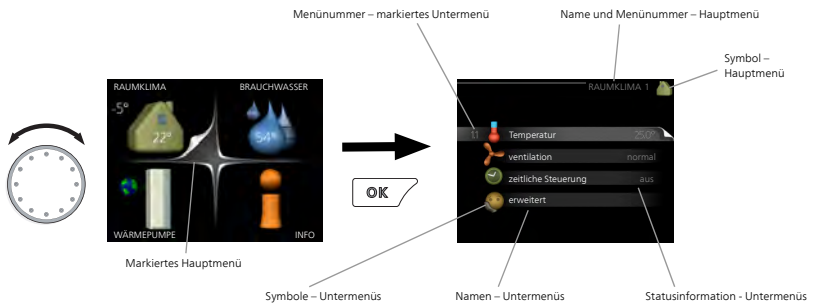 Menünummer – markiertes Untermenü
Name und Menünummer – Hauptmenü
Symbol –
Hauptmenü
RAUMKLIMA
BRAUCHWASSER
-5°
22°
54°
WÄRMEPUMPE
INFO
Markiertes Hauptmenü
OK
RAUMKLIMA 1
1.1 Temperatur 25.0°
ventilation normal
zeitliche Steuerung aus
erweitert
Symbole – Untermenüs
Namen – Untermenüs
Statusinformation - Untermenüs